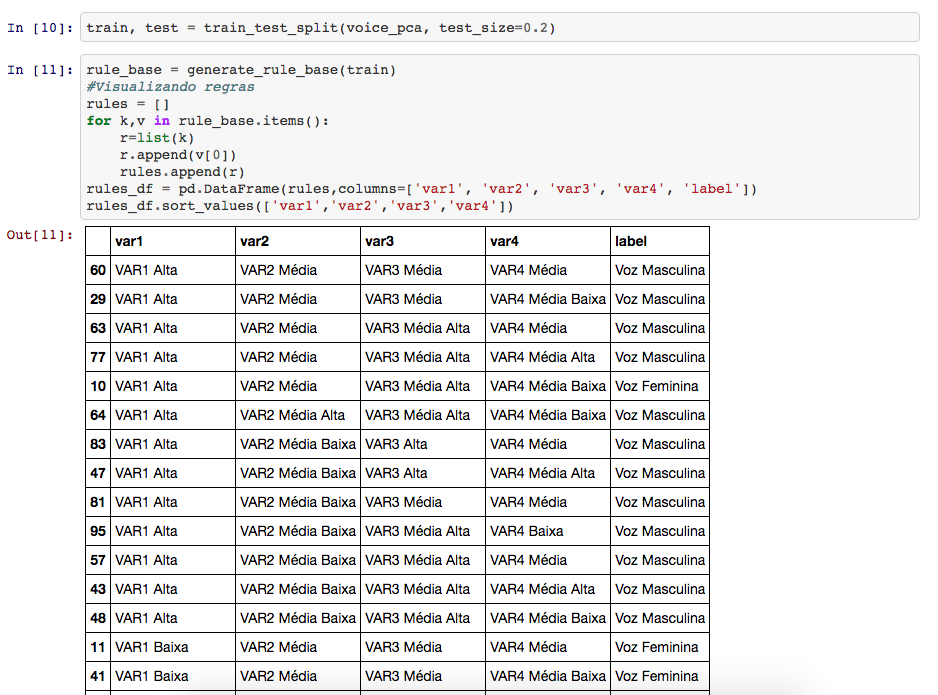 In [10]: train, test = train_test_split(voice_pca, test_size=0.2)
In [11]: rule_base = generate_rule_base(train)
#Visualizando regras
rules = []
for k,v in rule_base.items():
    r=list(k)
    r.append(v[0])
    rules.append(r)
rules_df = pd.DataFrame(rules,columns=['var1', 'var2', 'var3', 'var4', 'label'])
rules_df.sort_values(['var1','var2','var3','var4'])
Out[11]:
var1 var2 var3 var4 label
60 VAR1 Alta VAR2 Média VAR3 Média VAR4 Média Voz Masculina
29 VAR1 Alta VAR2 Média VAR3 Média VAR4 Média Baixa Voz Masculina
63 VAR1 Alta VAR2 Média VAR3 Média Alta VAR4 Média Voz Masculina
77 VAR1 Alta VAR2 Média VAR3 Média Alta VAR4 Média Alta Voz Masculina
10 VAR1 Alta VAR2 Média VAR3 Média Alta VAR4 Média Baixa Voz Feminina
64 VAR1 Alta VAR2 Média Alta VAR3 Média Alta VAR4 Média Baixa Voz Masculina
83 VAR1 Alta VAR2 Média Baixa VAR3 Alta VAR4 Média Voz Masculina
47 VAR1 Alta VAR2 Média Baixa VAR3 Alta VAR4 Média Alta Voz Masculina
81 VAR1 Alta VAR2 Média Baixa VAR3 Média VAR4 Média Voz Masculina
95 VAR1 Alta VAR2 Média Baixa VAR3 Média Alta VAR4 Baixa Voz Masculina
57 VAR1 Alta VAR2 Média Baixa VAR3 Média Alta VAR4 Média Voz Masculina
43 VAR1 Alta VAR2 Média Baixa VAR3 Média Alta VAR4 Média Alta Voz Masculina
48 VAR1 Alta VAR2 Média Baixa VAR3 Média Alta VAR4 Média Baixa Voz Masculina
11 VAR1 Baixa VAR2 Média VAR3 Média VAR4 Média Voz Feminina
41 VAR1 Baixa VAR2 Média VAR3 Média VAR4 Média Baixa Voz Feminina